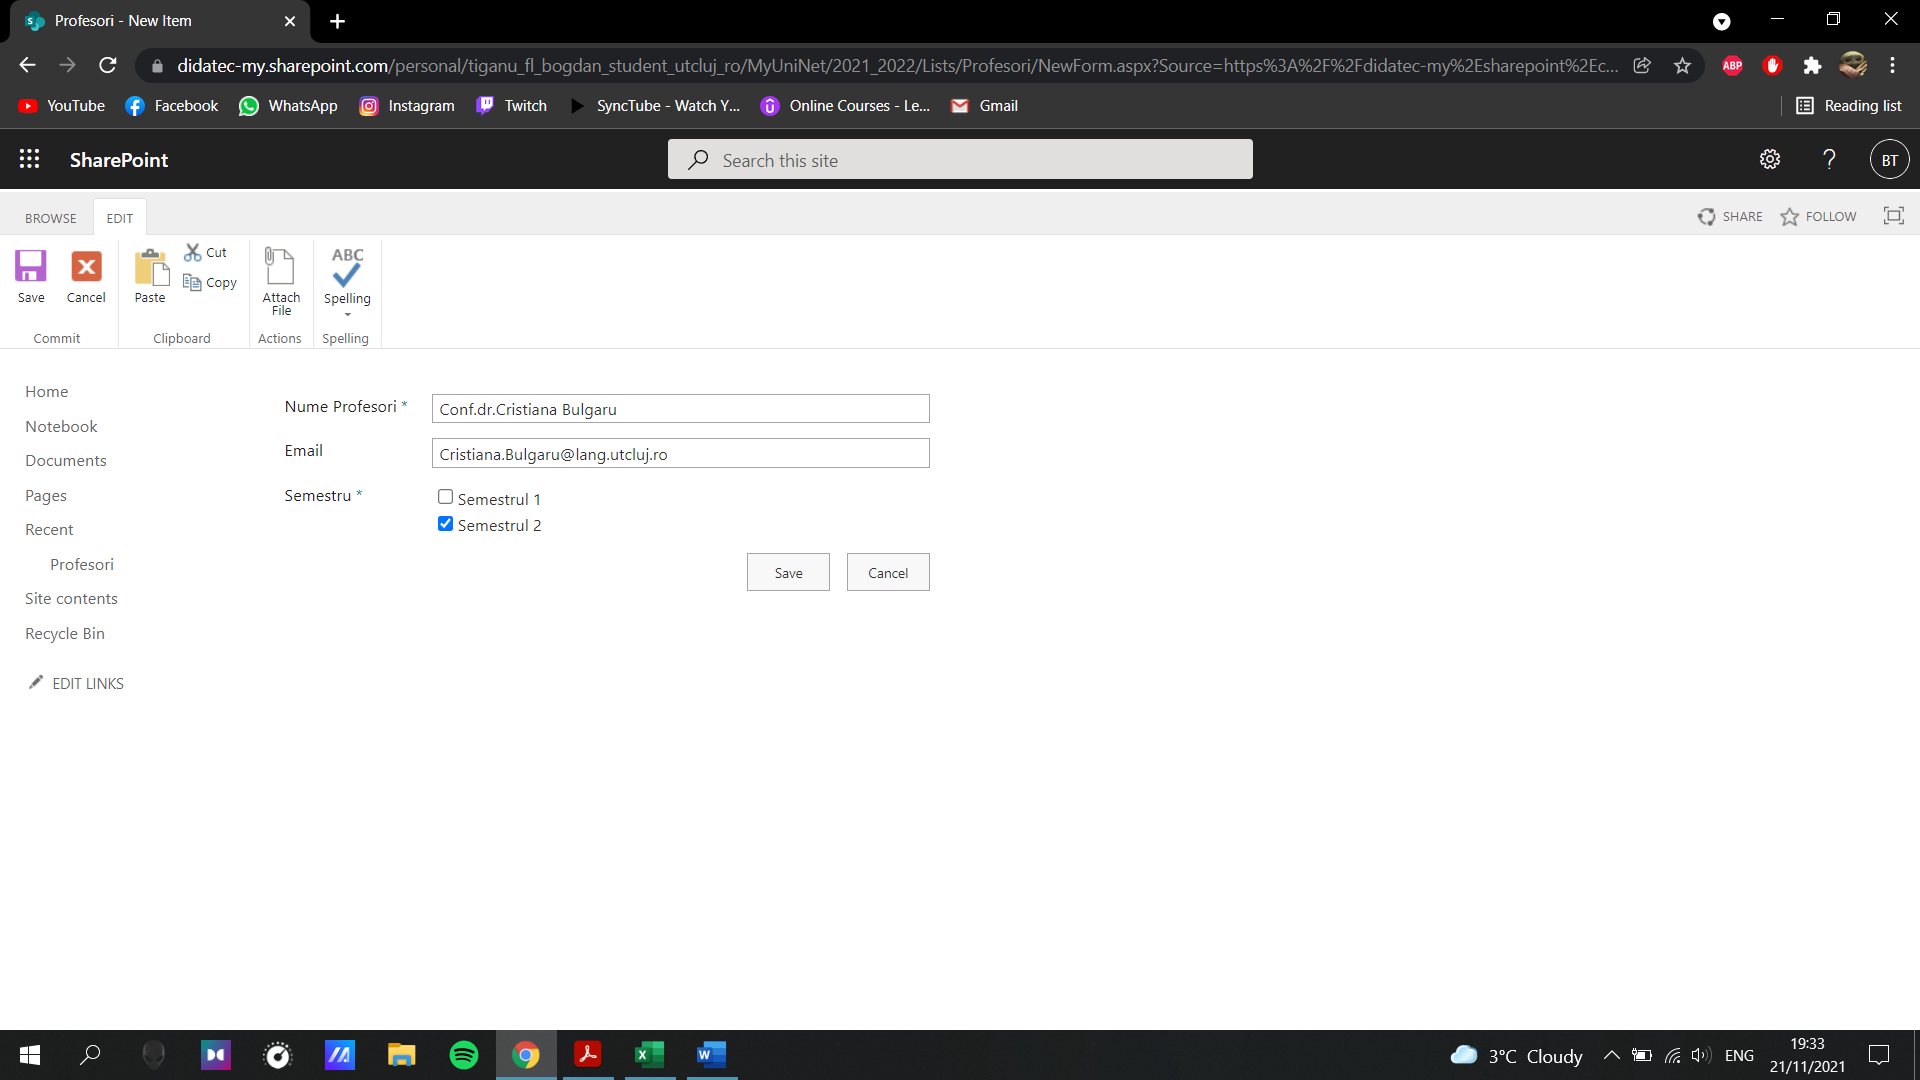 Profesori - New Item
didatec-my.sharepoint.com/personal/tiganu_fl_bogdan_student_utcluj_ro/MyUniNet/2021_2022/Lists/Profesori/NewForm.aspx?Source=https%3A%2F%2Fdidatec-my%2Esharepoint%2Ec...
ABP
YouTube Facebook WhatsApp Instagram Twitch SyncTube - Watch Y... Online Courses - Le... Gmail Reading list
SharePoint Search this site ? BT
BROWSE EDIT SHARE FOLLOW
Cut
ABC
Copy
Save Cancel Paste Attach File Spelling
Commit Clipboard Actions Spelling
Home
Notebook
Documents
Pages
Recent
Profesori
Site contents
Recycle Bin
EDIT LINKS
Nume Profesori * Conf.dr.Cristiana Bulgaru
Email Cristiana.Bulgaru@lang.utcluj.ro
Semestru * Semestrul 1
Semestrul 2
Save Cancel
3°C Cloudy ENG 19:33
21/11/2021